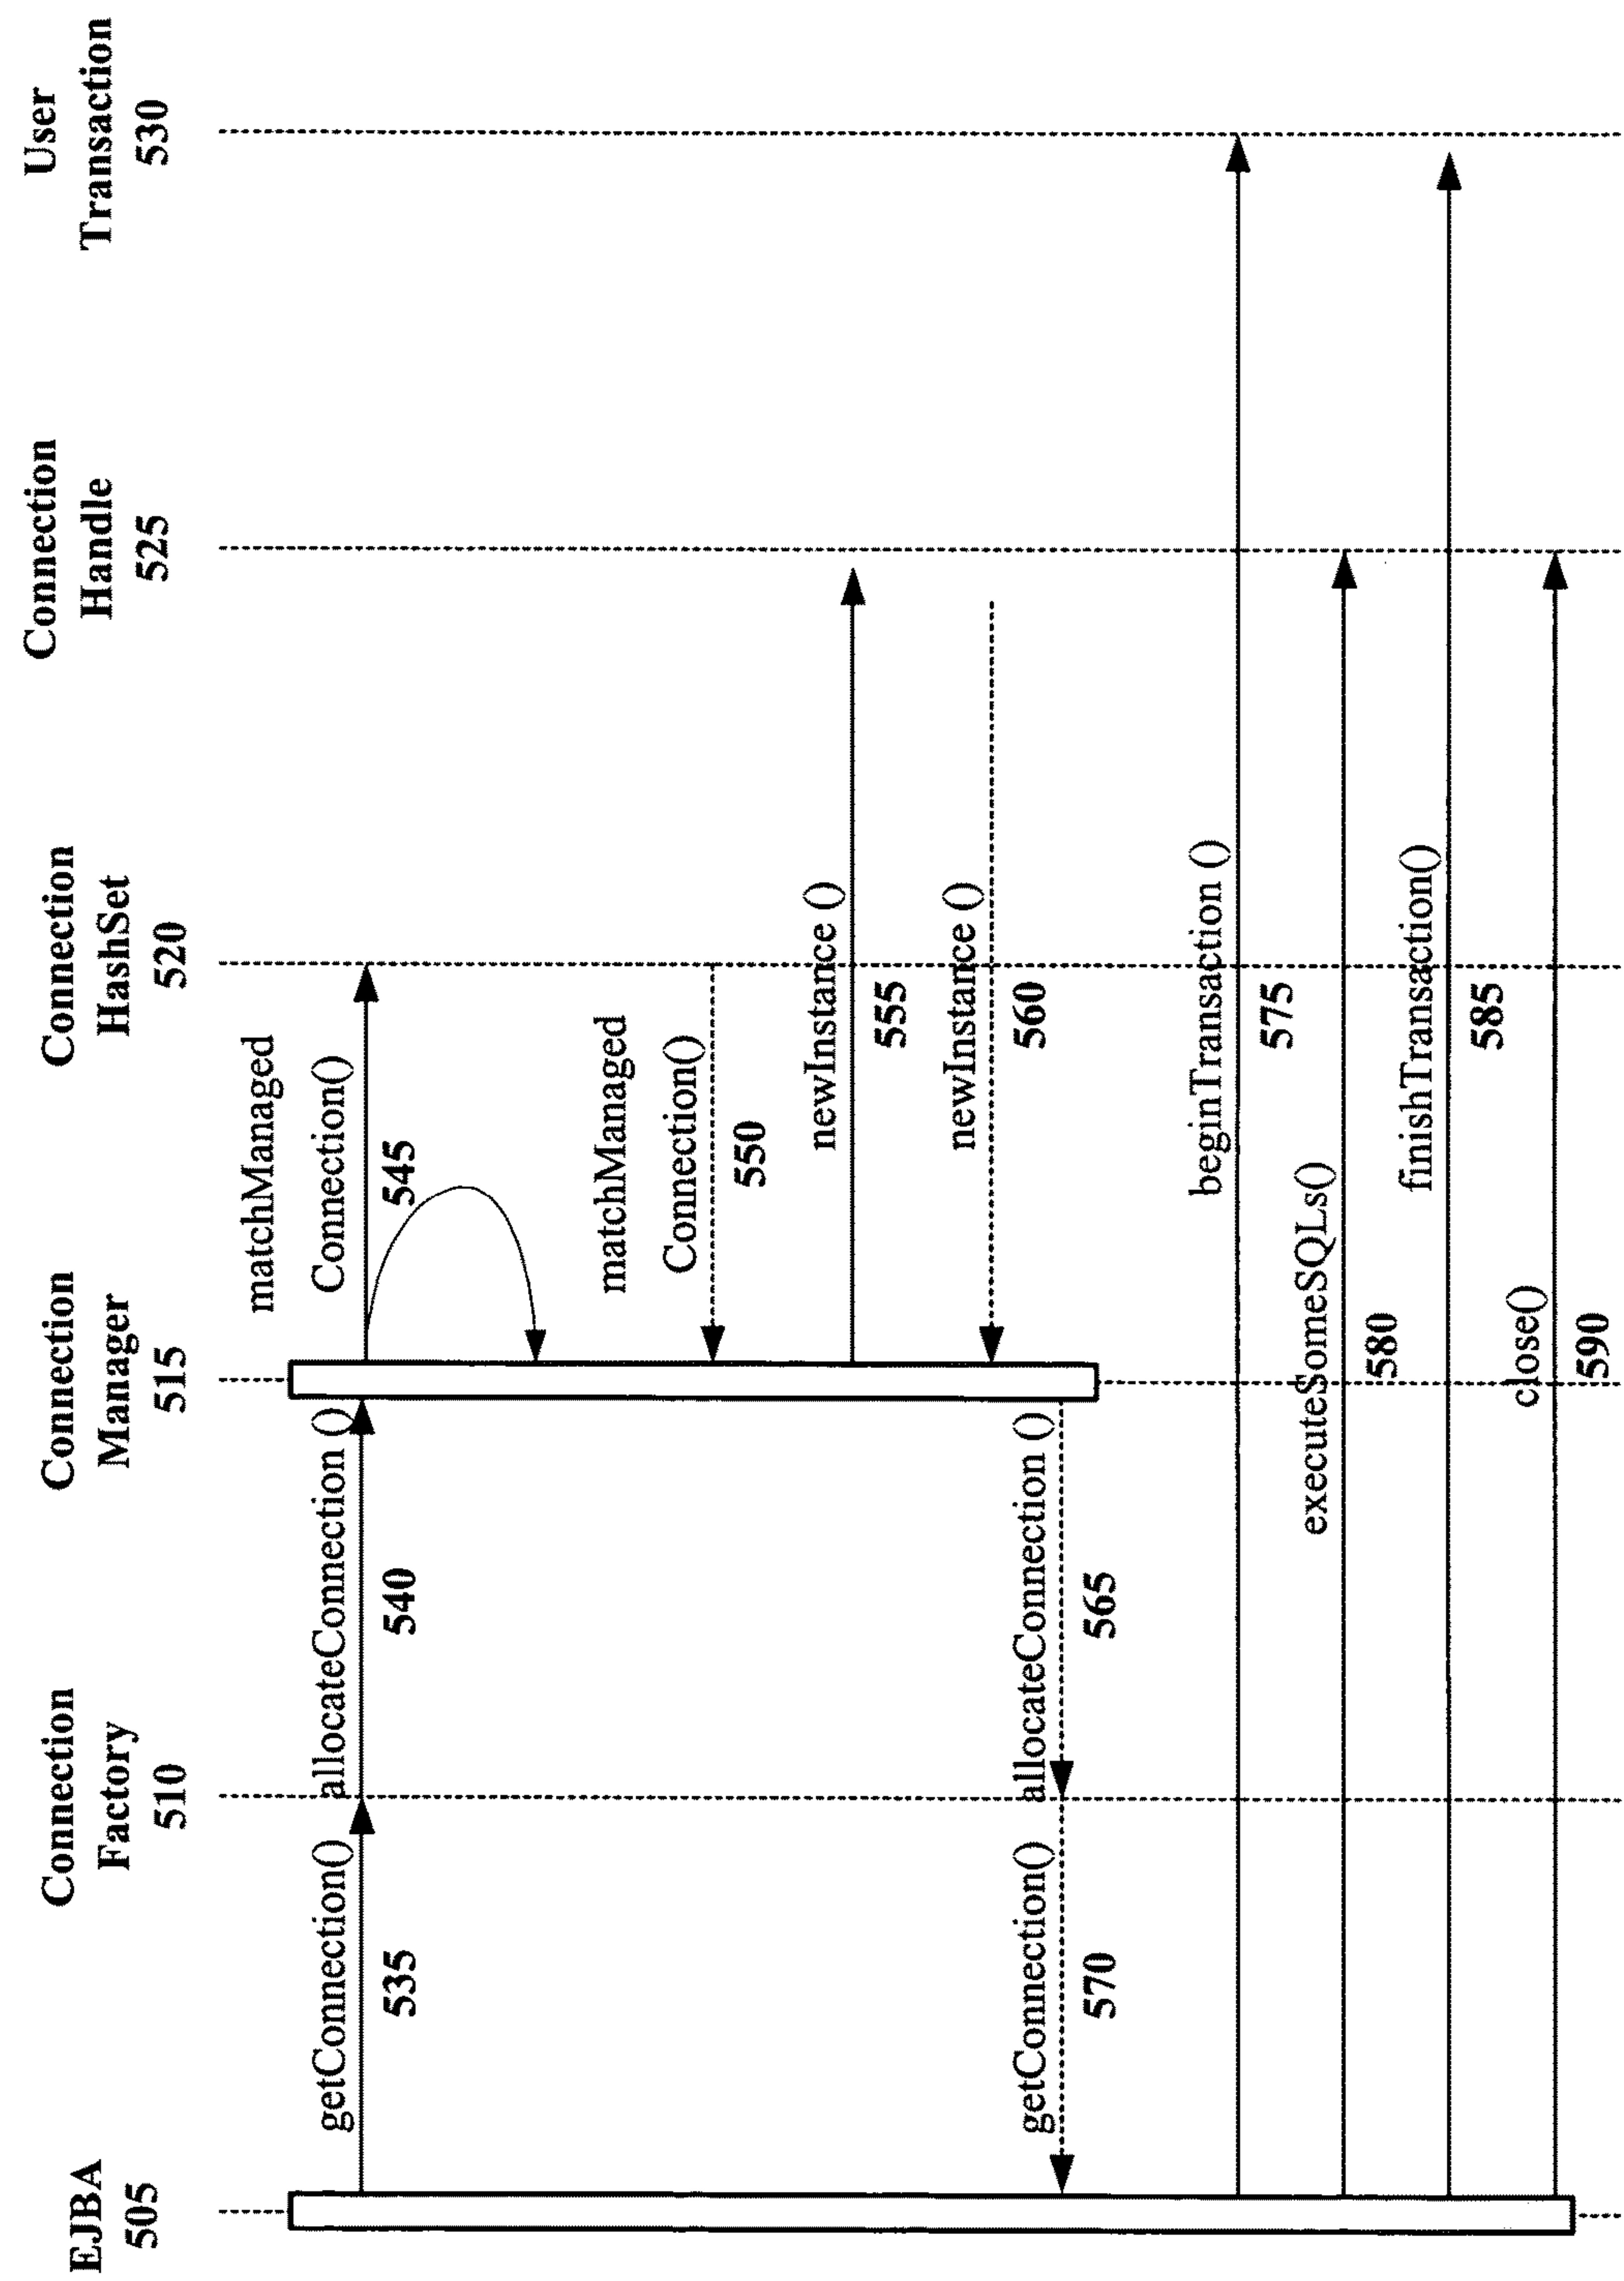 EJBA
505
Connection
Factory
510
Connection
Manager
515
Connection
HashSet
520
Connection
Handle
525
User
Transaction
530
getConnection()
535
allocateConnection ()
540
matchManaged
Connection()
545
matchManaged
Connection()
550
newInstance ()
555
newInstance ()
560
allocateConnection ()
565
getConnection()
570
beginTransaction ()
575
executeSomeSQLs()
580
finishTransaction()
585
close()
590